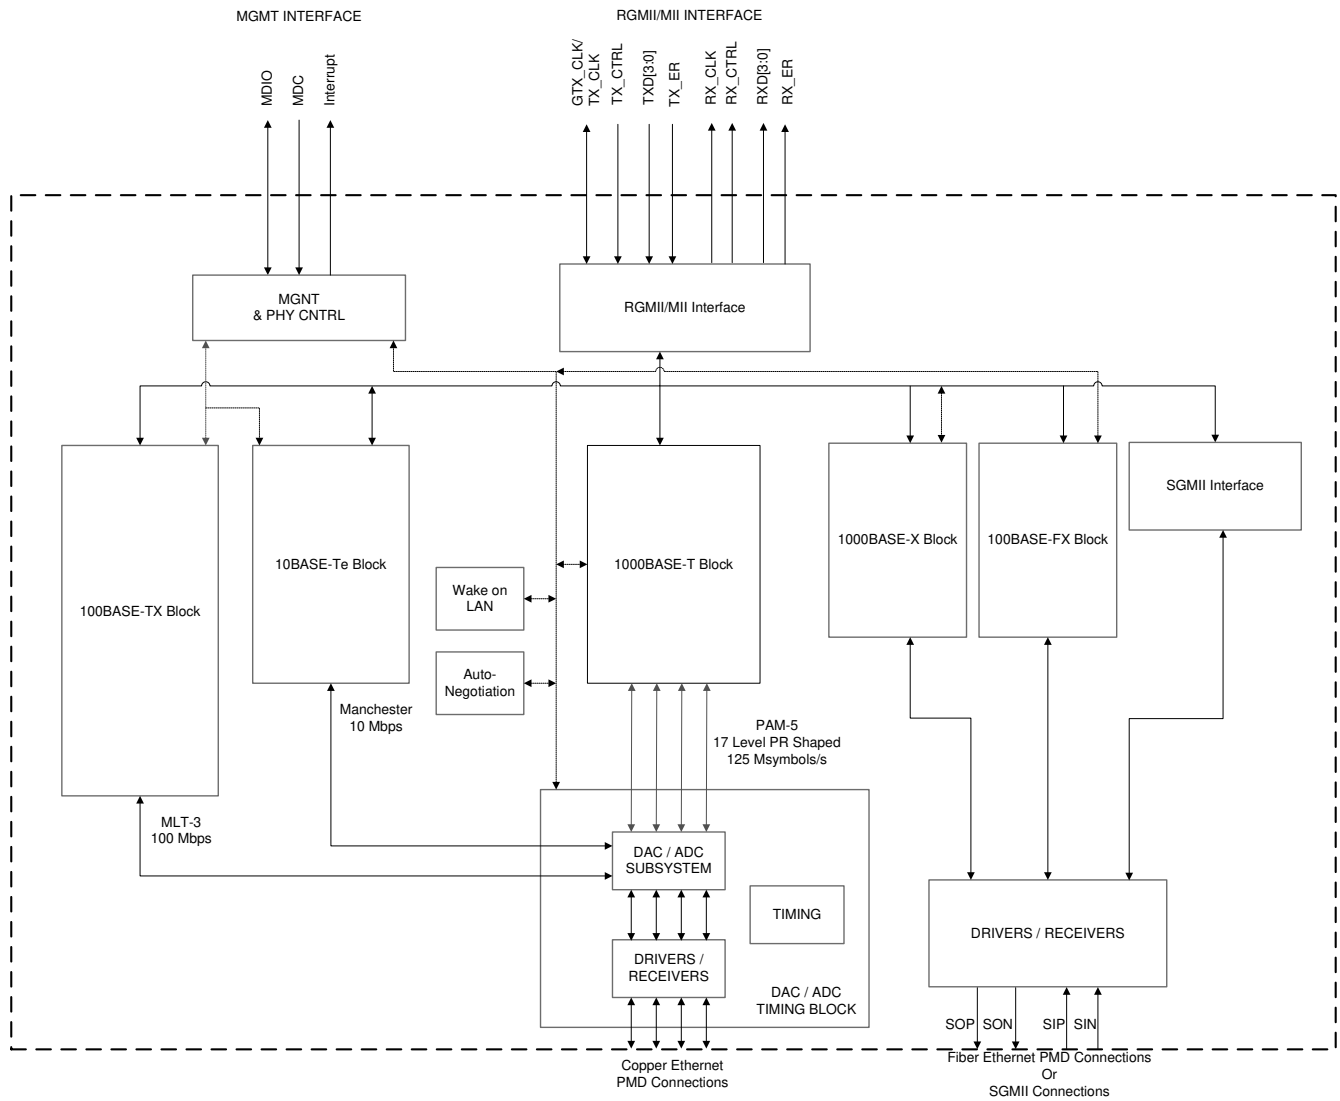 MGMT INTERFACE
RGMII/MII INTERFACE
MDIO
MDC
Interrupt
GTX_CLK/
TX_CLK
TX_CTRL
TXD[3:0]
TX_ER
RX_CLK
RX_CTRL
RXD[3:0]
RX_ER
MGNT
& PHY CNTRL
RGMII/MII Interface
100BASE-TX Block
10BASE-Te Block
1000BASE-T Block
1000BASE-X Block
100BASE-FX Block
SGMII Interface
Wake on
LAN
Auto-
Negotiation
Manchester
10 Mbps
PAM-5
17 Level PR Shaped
125 Msymbols/s
MLT-3
100 Mbps
DAC / ADC
SUBSYSTEM
TIMING
DRIVERS /
RECEIVERS
DAC / ADC
TIMING BLOCK
DRIVERS / RECEIVERS
SOP
SON
SIP
SIN
Copper Ethernet
PMD Connections
Fiber Ethernet PMD Connections
Or
SGMII Connections